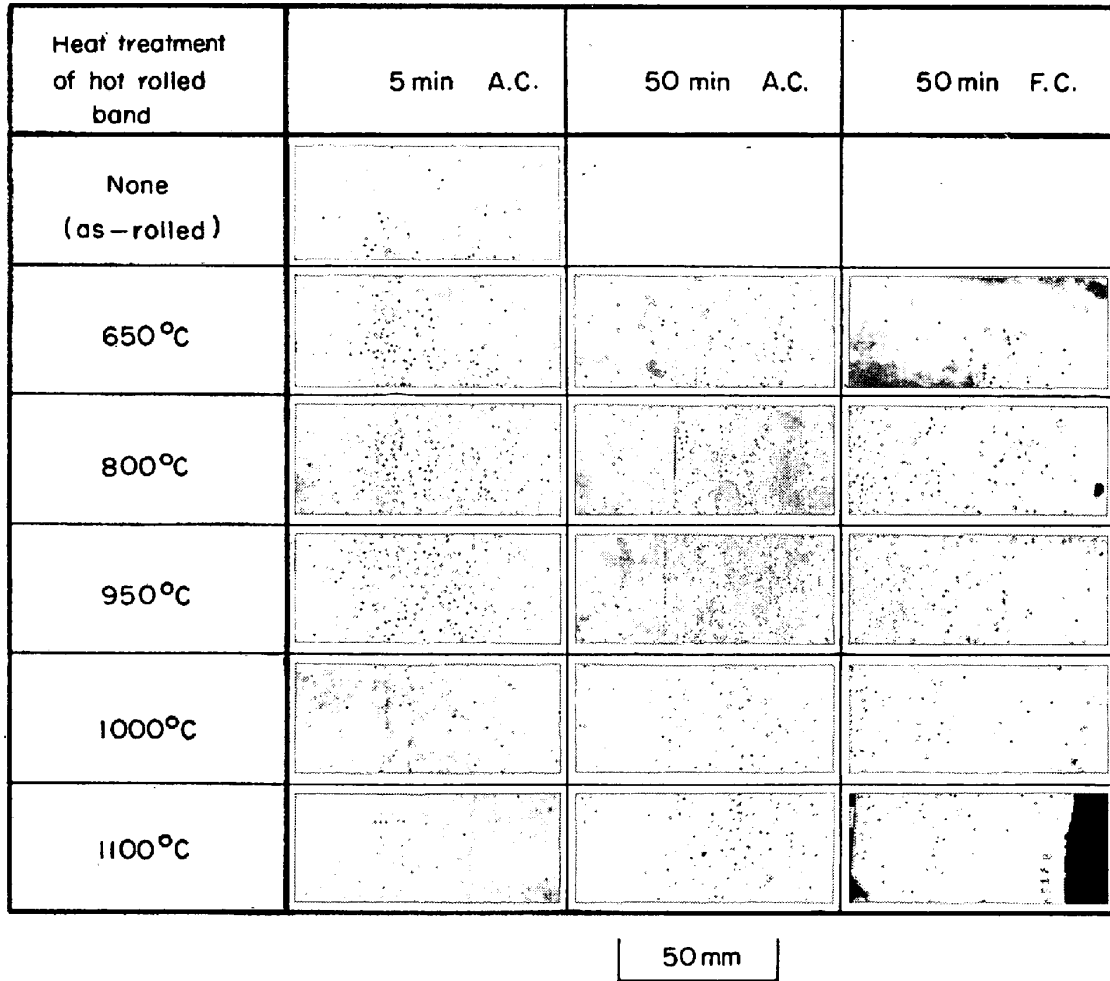 Heat treatment
of hot rolled
band
5 min A.C.
50 min A.C.
50 min F.C.
None
(as-rolled)
650°C
800°C
950°C
1000°C
1100°C
50 mm